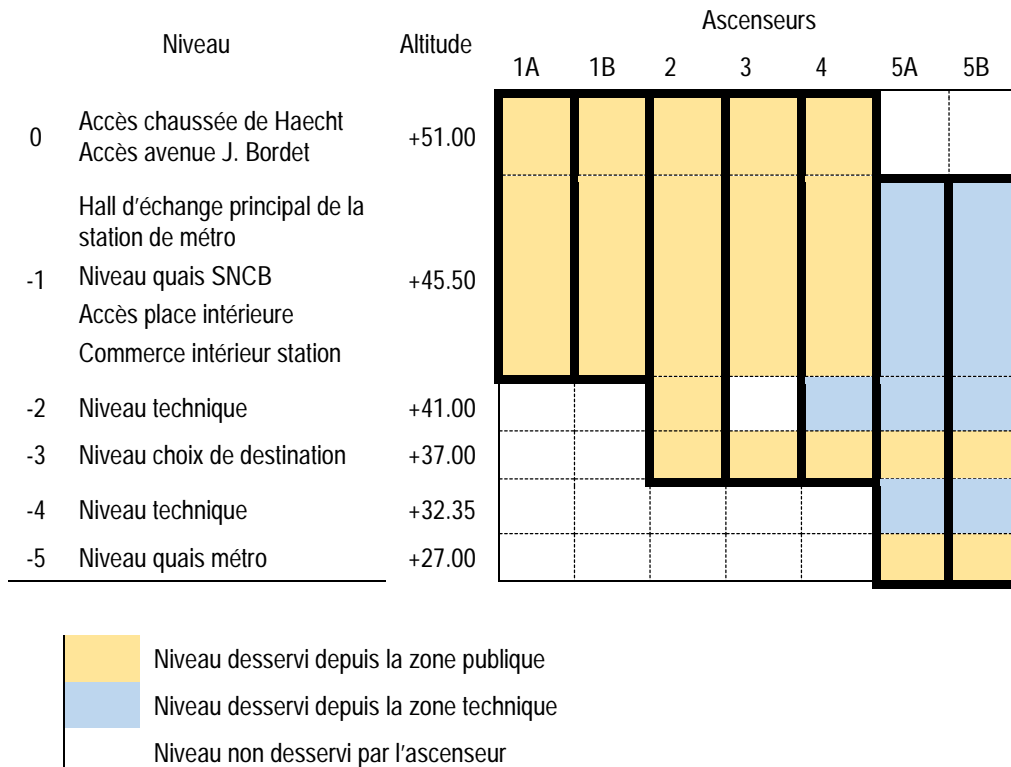 Ascenseurs
Niveau Altitude
1A 1B 2 3 4 5A 5B
0 Accès chaussée de Haecht
Accès avenue J. Bordet +51.00
Hall d'échange principal de la
station de métro
-1 Niveau quais SNCB +45.50
Accès place intérieure
Commerce intérieur station
-2 Niveau technique +41.00
-3 Niveau choix de destination +37.00
-4 Niveau technique +32.35
-5 Niveau quais métro +27.00
Niveau desservi depuis la zone publique
Niveau desservi depuis la zone technique
Niveau non desservi par l'ascenseur